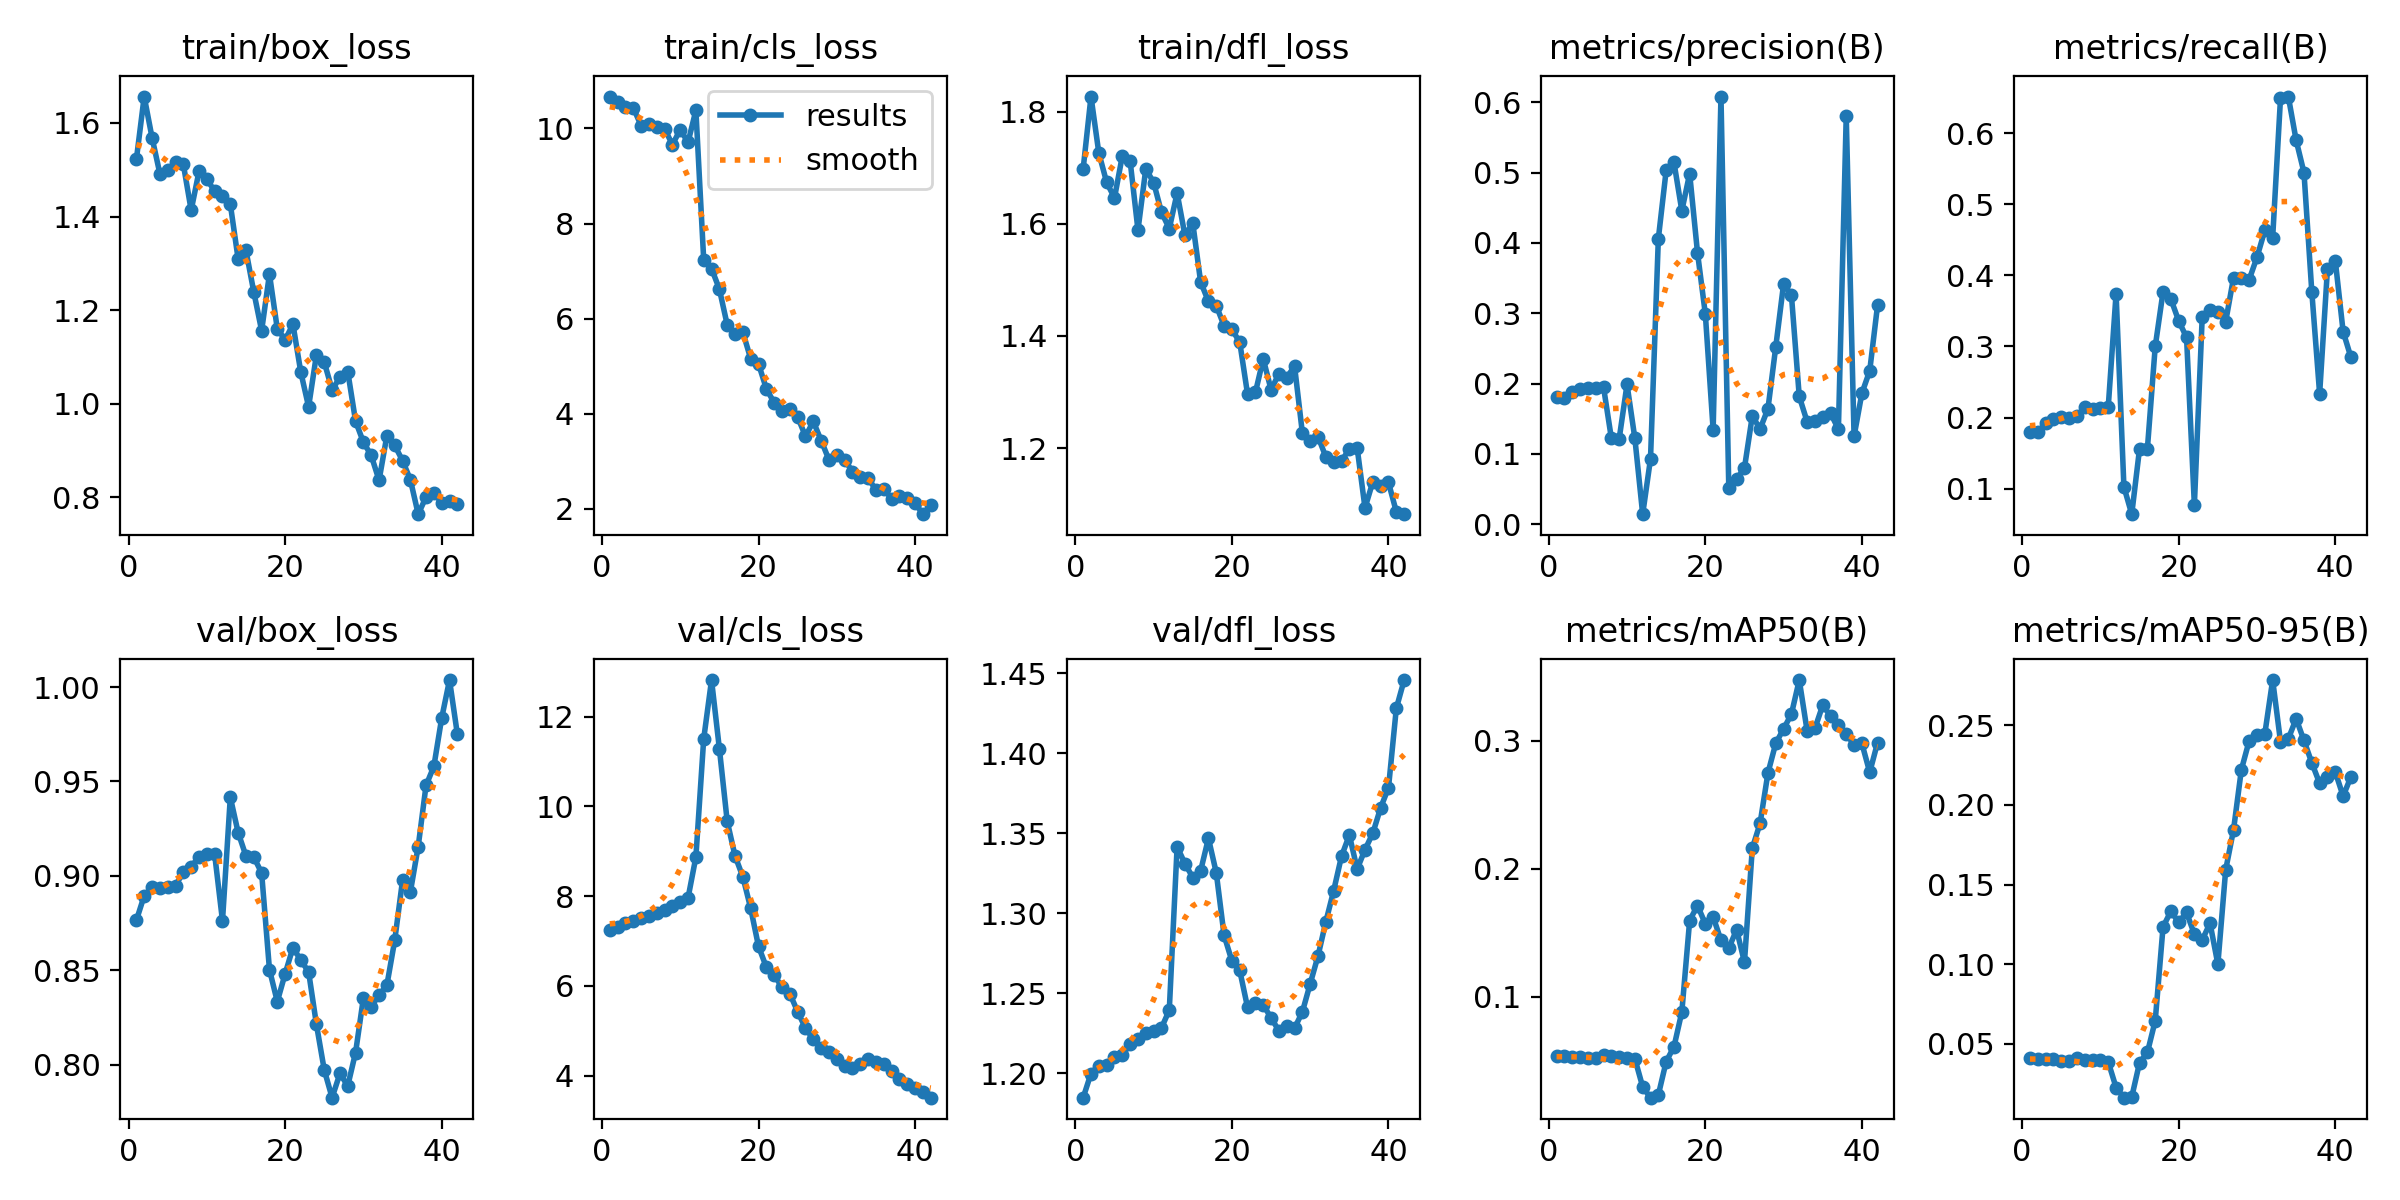 train/box_loss
1.6
1.4
1.2
1.0
0.8
0 20 40
train/cls_loss
results
smooth
10
8
6
4
2
0 20 40
train/dfl_loss
1.8
1.6
1.4
1.2
0 20 40
metrics/precision(B)
0.6
0.5
0.4
0.3
0.2
0.1
0.0
0 20 40
metrics/recall(B)
0.6
0.5
0.4
0.3
0.2
0.1
0 20 40
val/box_loss
1.00
0.95
0.90
0.85
0.80
0 20 40
val/cls_loss
12
10
8
6
4
0 20 40
val/dfl_loss
1.45
1.40
1.35
1.30
1.25
1.20
0 20 40
metrics/mAP50(B)
0.3
0.2
0.1
0 20 40
metrics/mAP50-95(B)
0.25
0.20
0.15
0.10
0.05
0 20 40